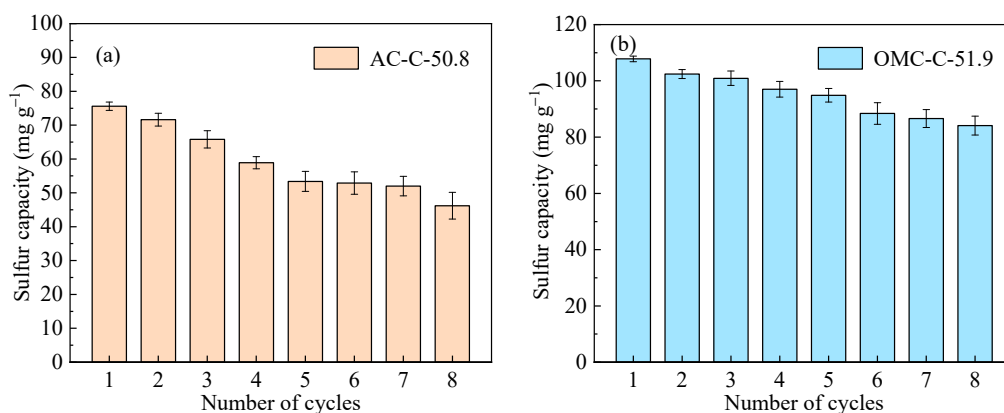 (a)
AC-C-50.8
Sulfur capacity (mg g⁻¹)
100
90
80
70
60
50
40
30
20
10
0
1 2 3 4 5 6 7 8
Number of cycles
(b)
OMC-C-51.9
Sulfur capacity (mg g⁻¹)
120
100
80
60
40
20
0
1 2 3 4 5 6 7 8
Number of cycles